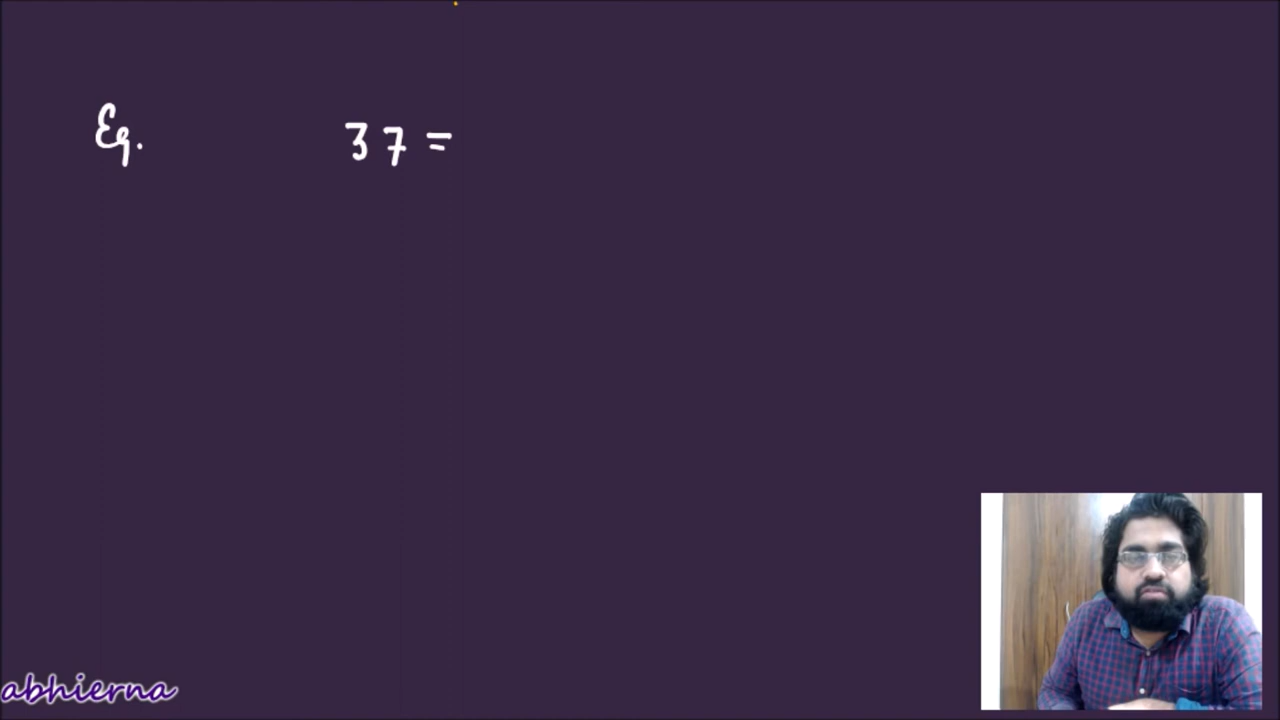 Eg. 37 =
abhierna